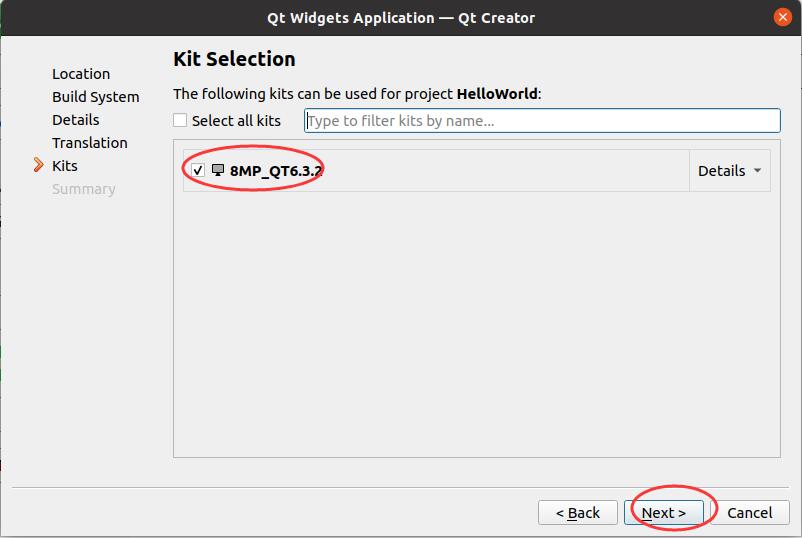 Qt Widgets Application — Qt Creator
Location
Build System
Details
Translation
Kits
Summary
Kit Selection
The following kits can be used for project HelloWorld:
Select all kits
Type to filter kits by name...
8MP_QT6.3.2
Details
< Back
Next >
Cancel